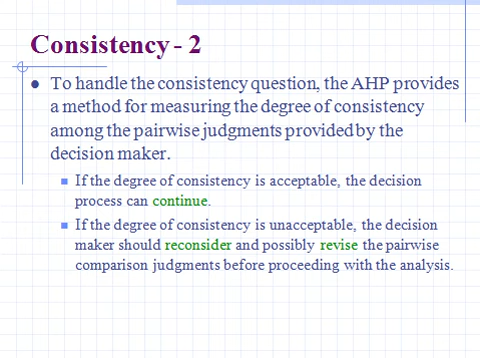 Consistency - 2
To handle the consistency question, the AHP provides
a method for measuring the degree of consistency
among the pairwise judgments provided by the
decision maker.
If the degree of consistency is acceptable, the decision
process can continue.
If the degree of consistency is unacceptable, the decision
maker should reconsider and possibly revise the pairwise
comparison judgments before proceeding with the analysis.